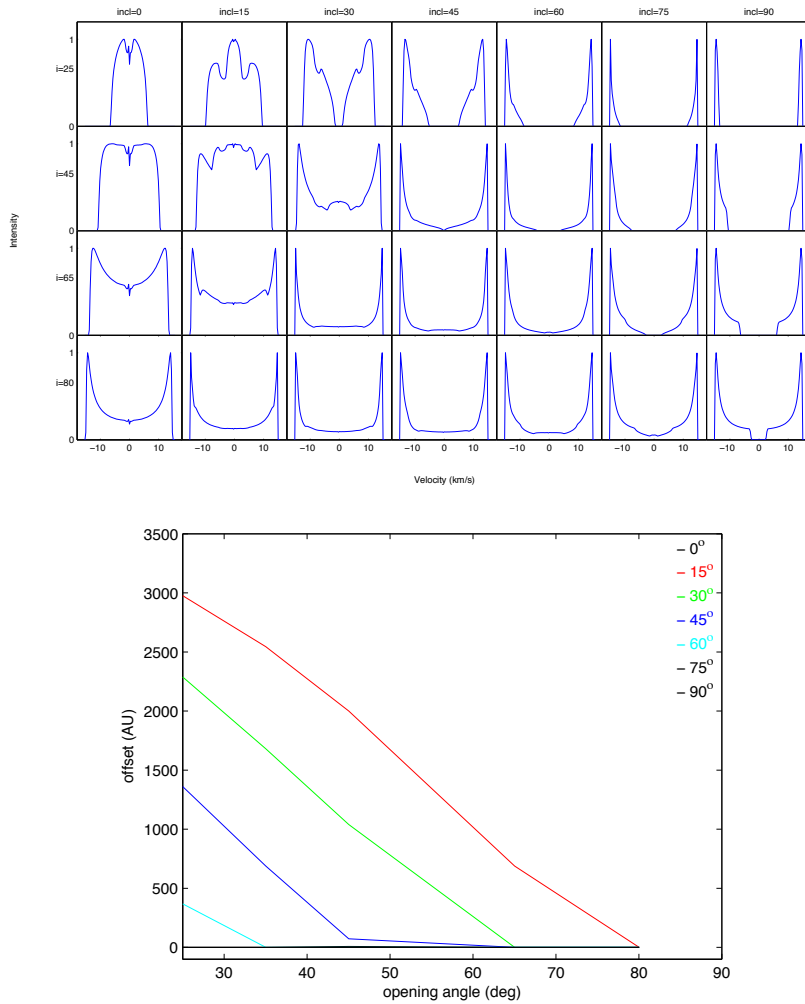 incl=0 incl=15 incl=30 incl=45 incl=60 incl=75 incl=90
1
i=25
0
1
i=45
0
Intensity
1
i=65
0
1
i=80
0
−10 0 10 −10 0 10 −10 0 10 −10 0 10 −10 0 10 −10 0 10 −10 0 10
Velocity (km/s)
3500
3000
2500
2000
1500
1000
500
0
offset (AU)
– 0°
– 15°
– 30°
– 45°
– 60°
– 75°
– 90°
30 40 50 60 70 80 90
opening angle (deg)